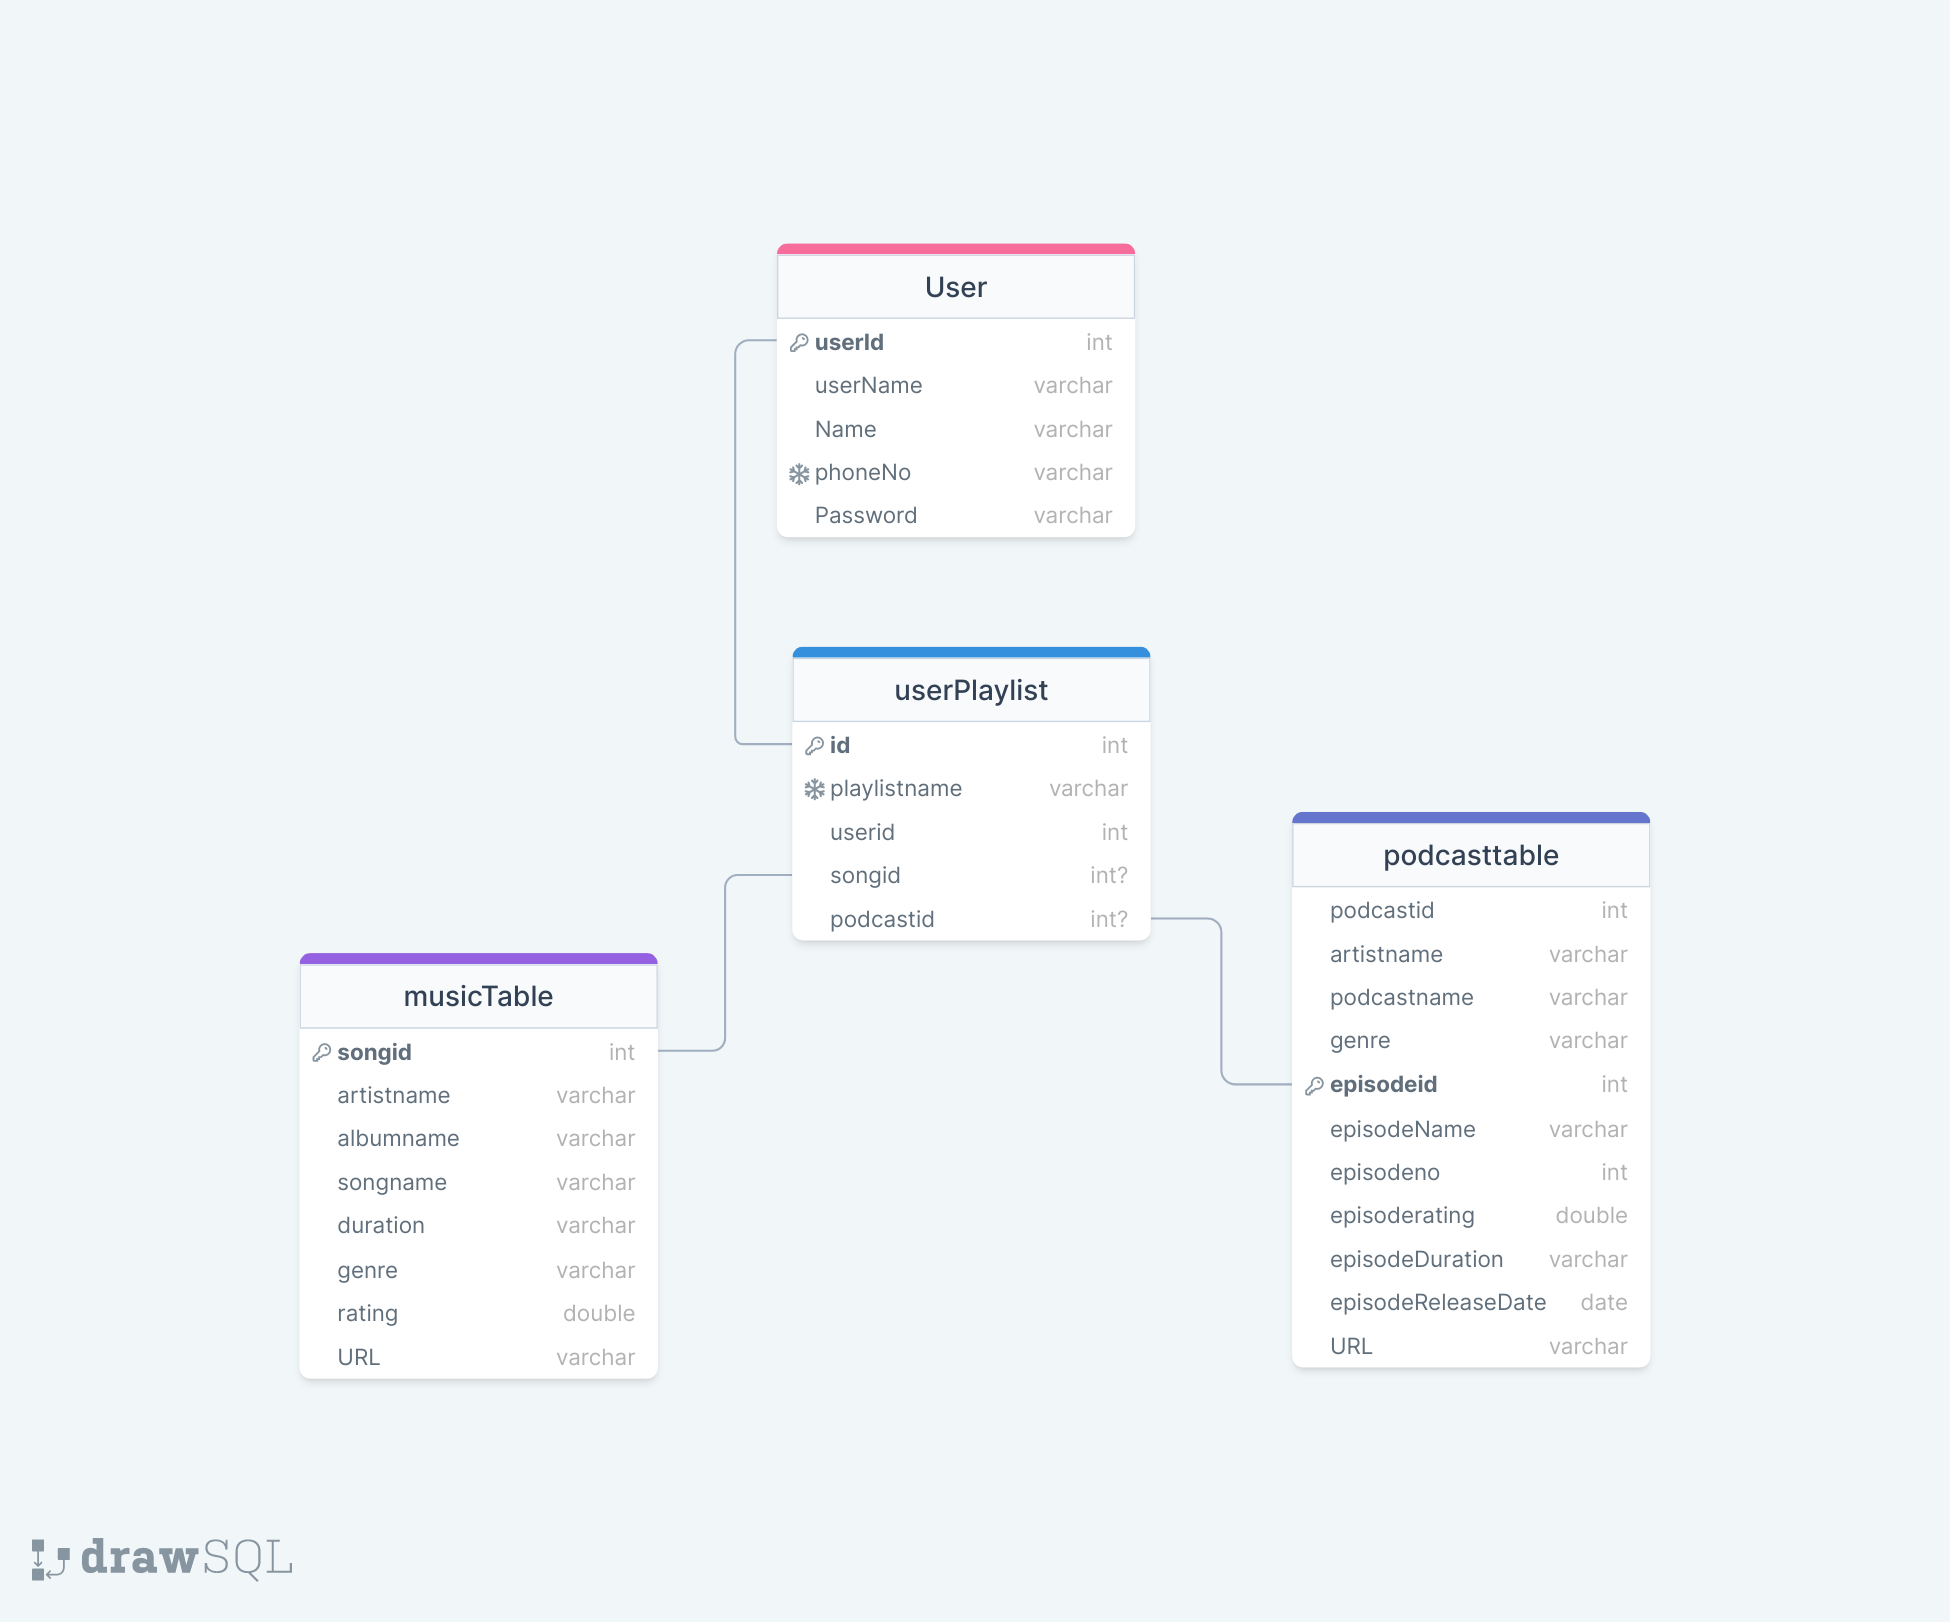 User
userId int
userName varchar
Name varchar
phoneNo varchar
Password varchar
userPlaylist
id int
playlistname varchar
userid int
songid int?
podcastid int?
musicTable
songid int
artistname varchar
albumname varchar
songname varchar
duration varchar
genre varchar
rating double
URL varchar
podcasttable
podcastid int
artistname varchar
podcastname varchar
genre varchar
episodeid int
episodeName varchar
episodeno int
episoderating double
episodeDuration varchar
episodeReleaseDate date
URL varchar
drawSQL